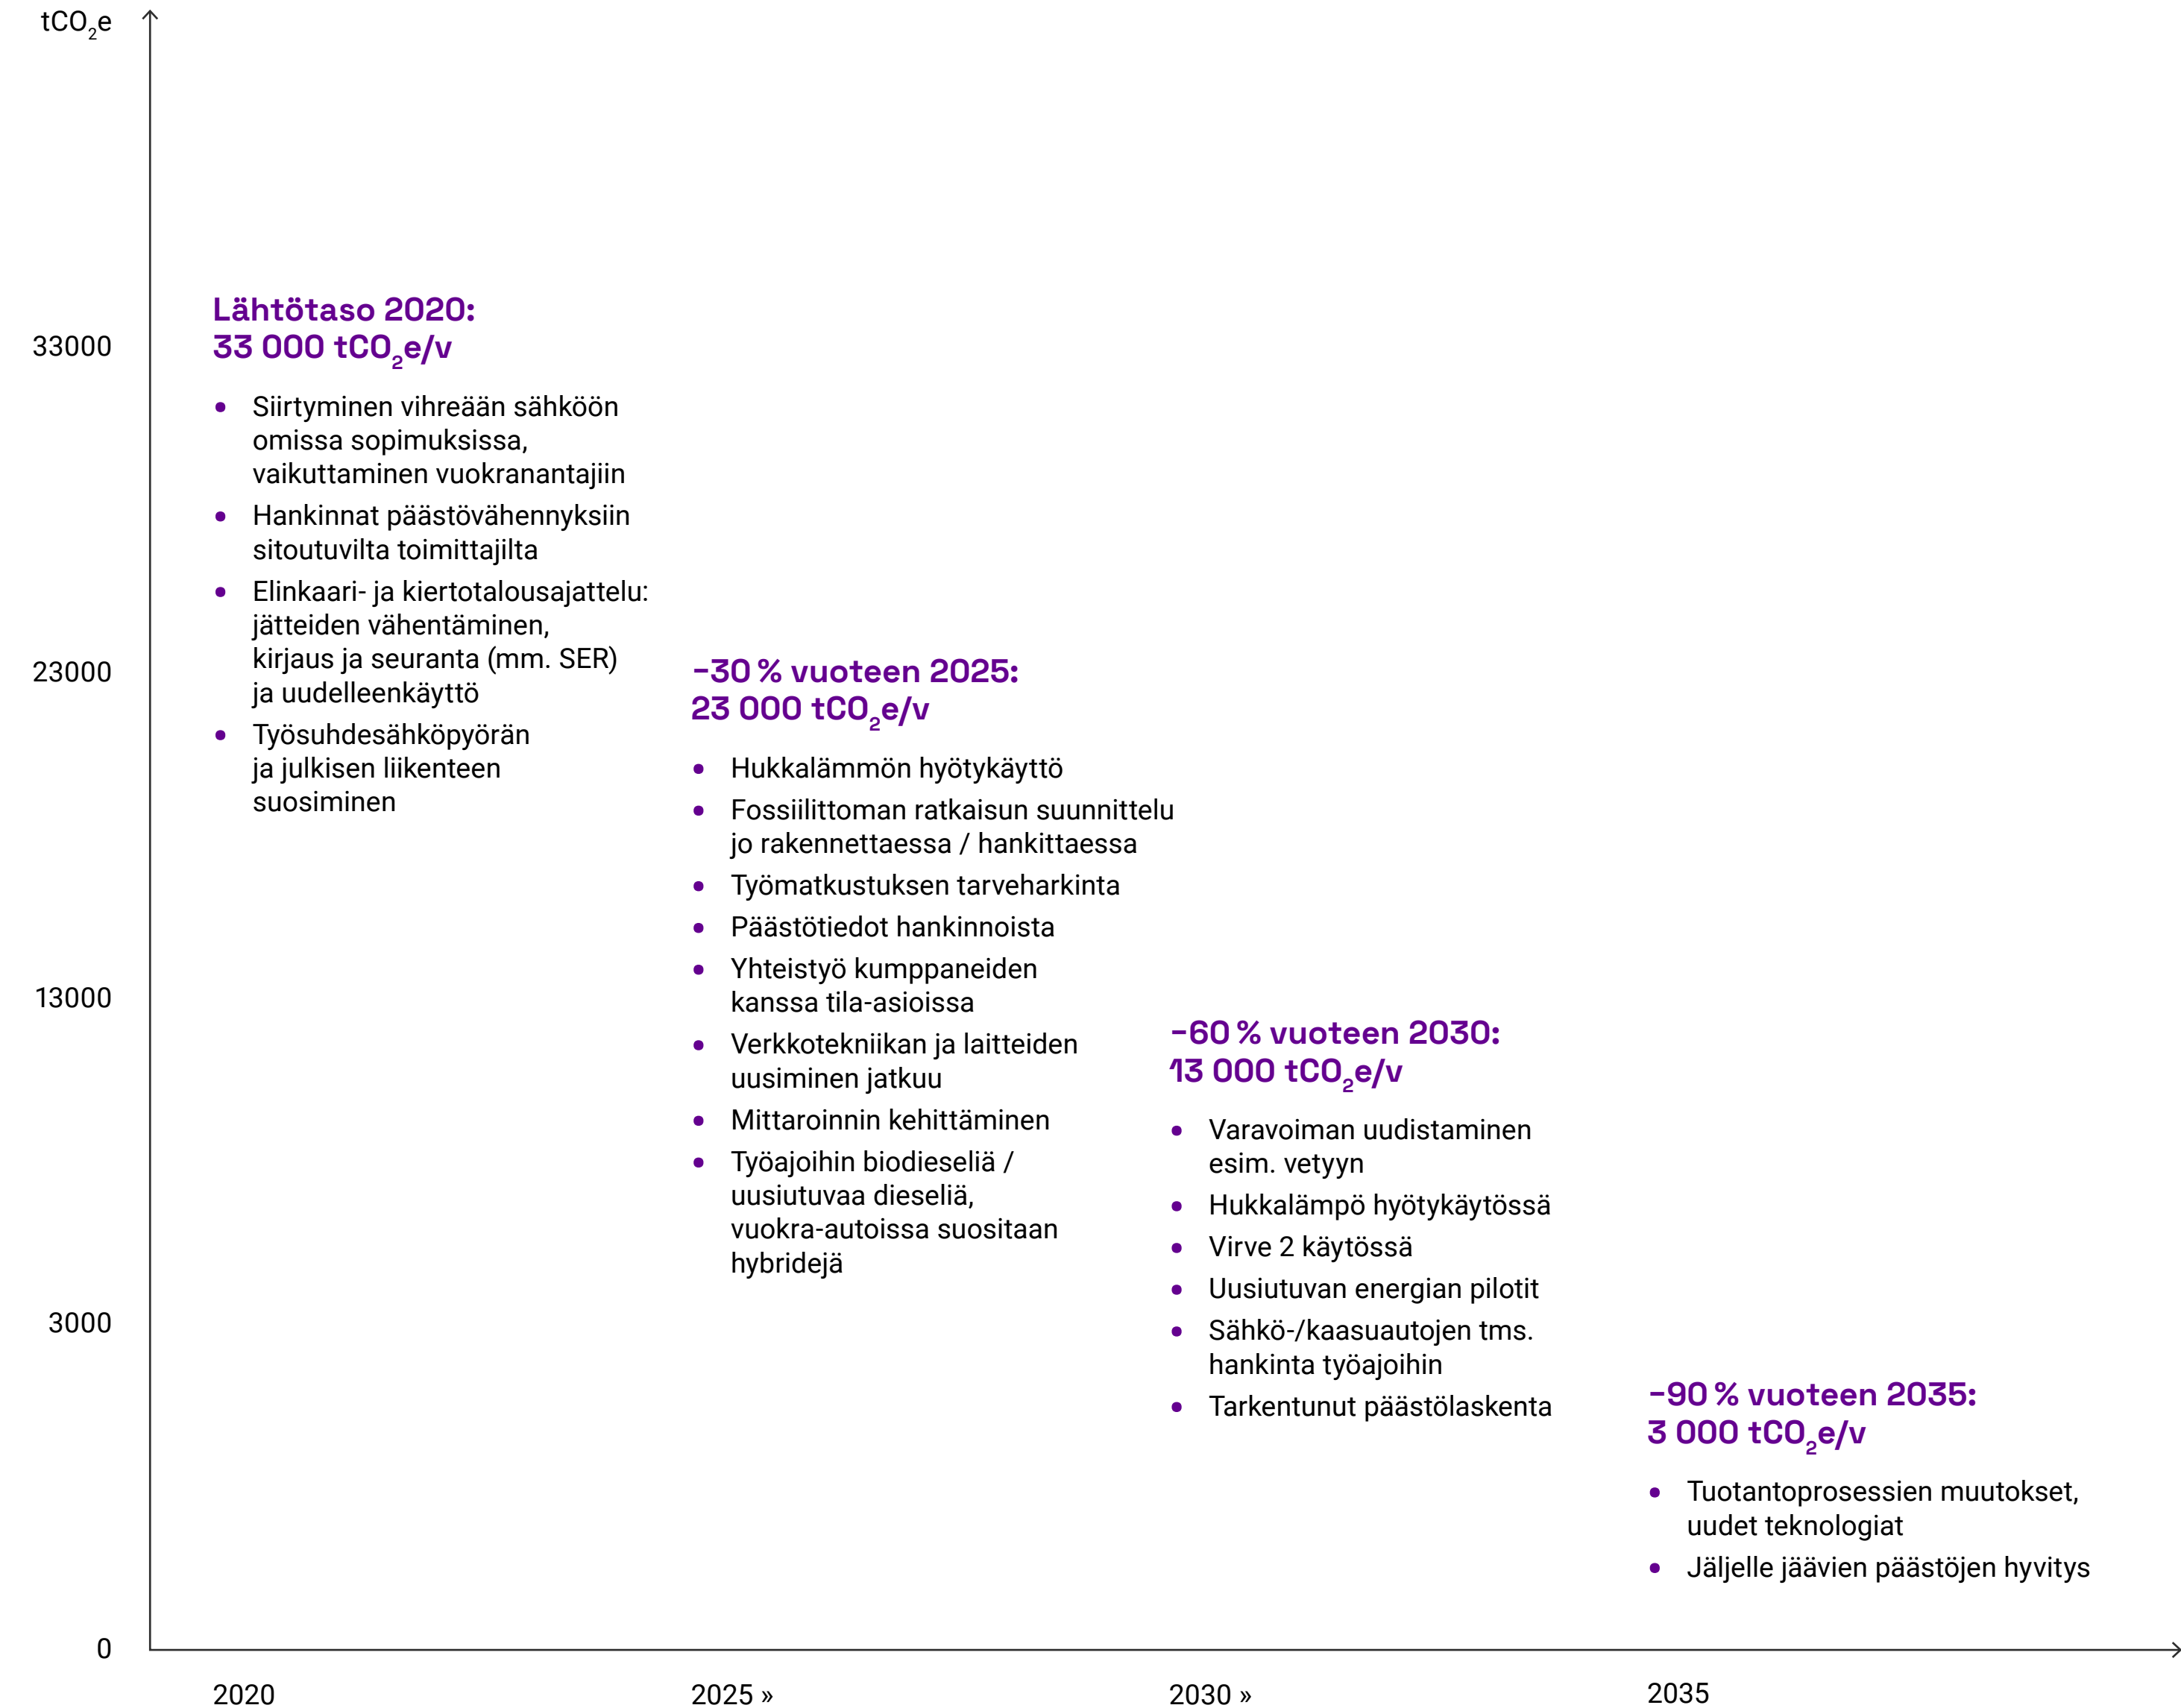 tCO₂e
33000
23000
13000
3000
0
Lähtötaso 2020:
33 000 tCO₂e/v
• Siirtyminen vihreään sähköön
omissa sopimuksissa,
vaikuttaminen vuokranantajiin
• Hankinnat päästövähennyksiin
sitoutuvilta toimittajilta
• Elinkaari- ja kiertotalousajattelu:
jätteiden vähentäminen,
kirjaus ja seuranta (mm. SER)
ja uudelleenkäyttö
• Työsuhdesähköpyörän
ja julkisen liikenteen
suosiminen
−30 % vuoteen 2025:
23 000 tCO₂e/v
• Hukkalämmön hyötykäyttö
• Fossiilittoman ratkaisun suunnittelu
jo rakennettaessa / hankittaessa
• Työmatkustuksen tarveharkinta
• Päästötiedot hankinnoista
• Yhteistyö kumppaneiden
kanssa tila-asioissa
• Verkkotekniikan ja laitteiden
uusiminen jatkuu
• Mittaroinnin kehittäminen
• Työajoihin biodieseliä /
uusiutuvaa dieseliä,
vuokra-autoissa suositaan
hybridejä
−60 % vuoteen 2030:
13 000 tCO₂e/v
• Varavoiman uudistaminen
esim. vetyyn
• Hukkalämpö hyötykäytössä
• Virve 2 käytössä
• Uusiutuvan energian pilotit
• Sähkö-/kaasuautojen tms.
hankinta työajoihin
• Tarkentunut päästölaskenta
−90 % vuoteen 2035:
3 000 tCO₂e/v
• Tuotantoprosessien muutokset,
uudet teknologiat
• Jäljelle jäävien päästöjen hyvitys
2020
2025 »
2030 »
2035